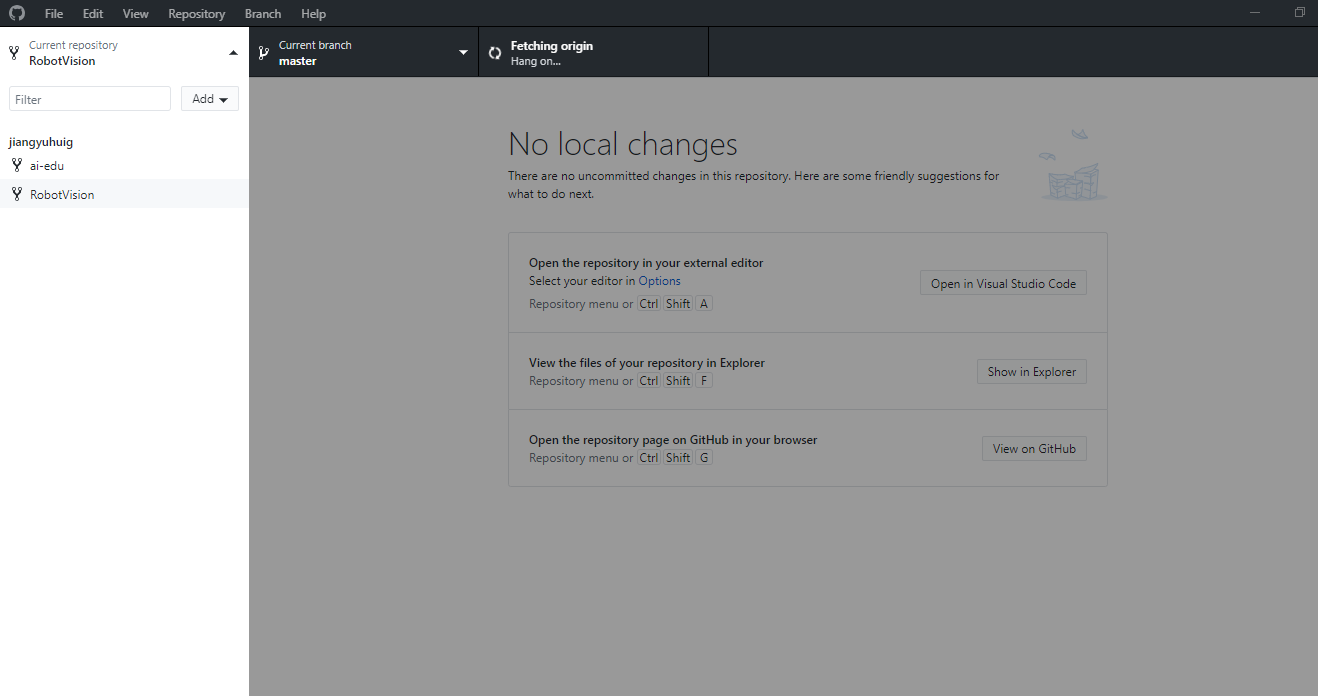 File Edit View Repository Branch Help
Current repository
RobotVision
Current branch
master
Fetching origin
Hang on...
Filter
Add
jiangyuhuig
ai-edu
RobotVision
No local changes
There are no uncommitted changes in this repository. Here are some friendly suggestions for
what to do next.
Open the repository in your external editor
Select your editor in Options
Repository menu or Ctrl Shift A
Open in Visual Studio Code
View the files of your repository in Explorer
Repository menu or Ctrl Shift F
Show in Explorer
Open the repository page on GitHub in your browser
Repository menu or Ctrl Shift G
View on GitHub